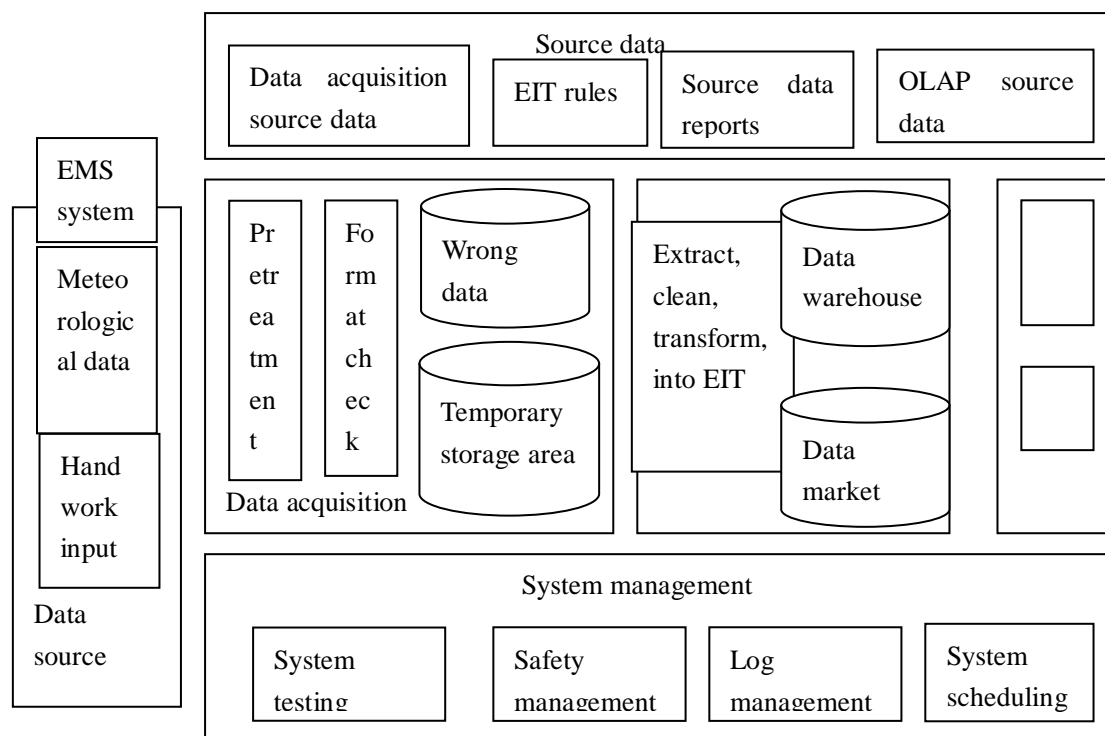 Source data
Data acquisition
source data
EIT rules
Source data
reports
OLAP source
data
EMS
system
Meteo
rologic
al data
Hand
work
input
Data
source
Pr
etr
ea
tm
en
t
Fo
rm
at
ch
ec
k
Wrong
data
Temporary
storage area
Data acquisition
Extract,
clean,
transform,
into EIT
Data
warehouse
Data
market
System management
System
testing
Safety
management
Log
management
System
scheduling